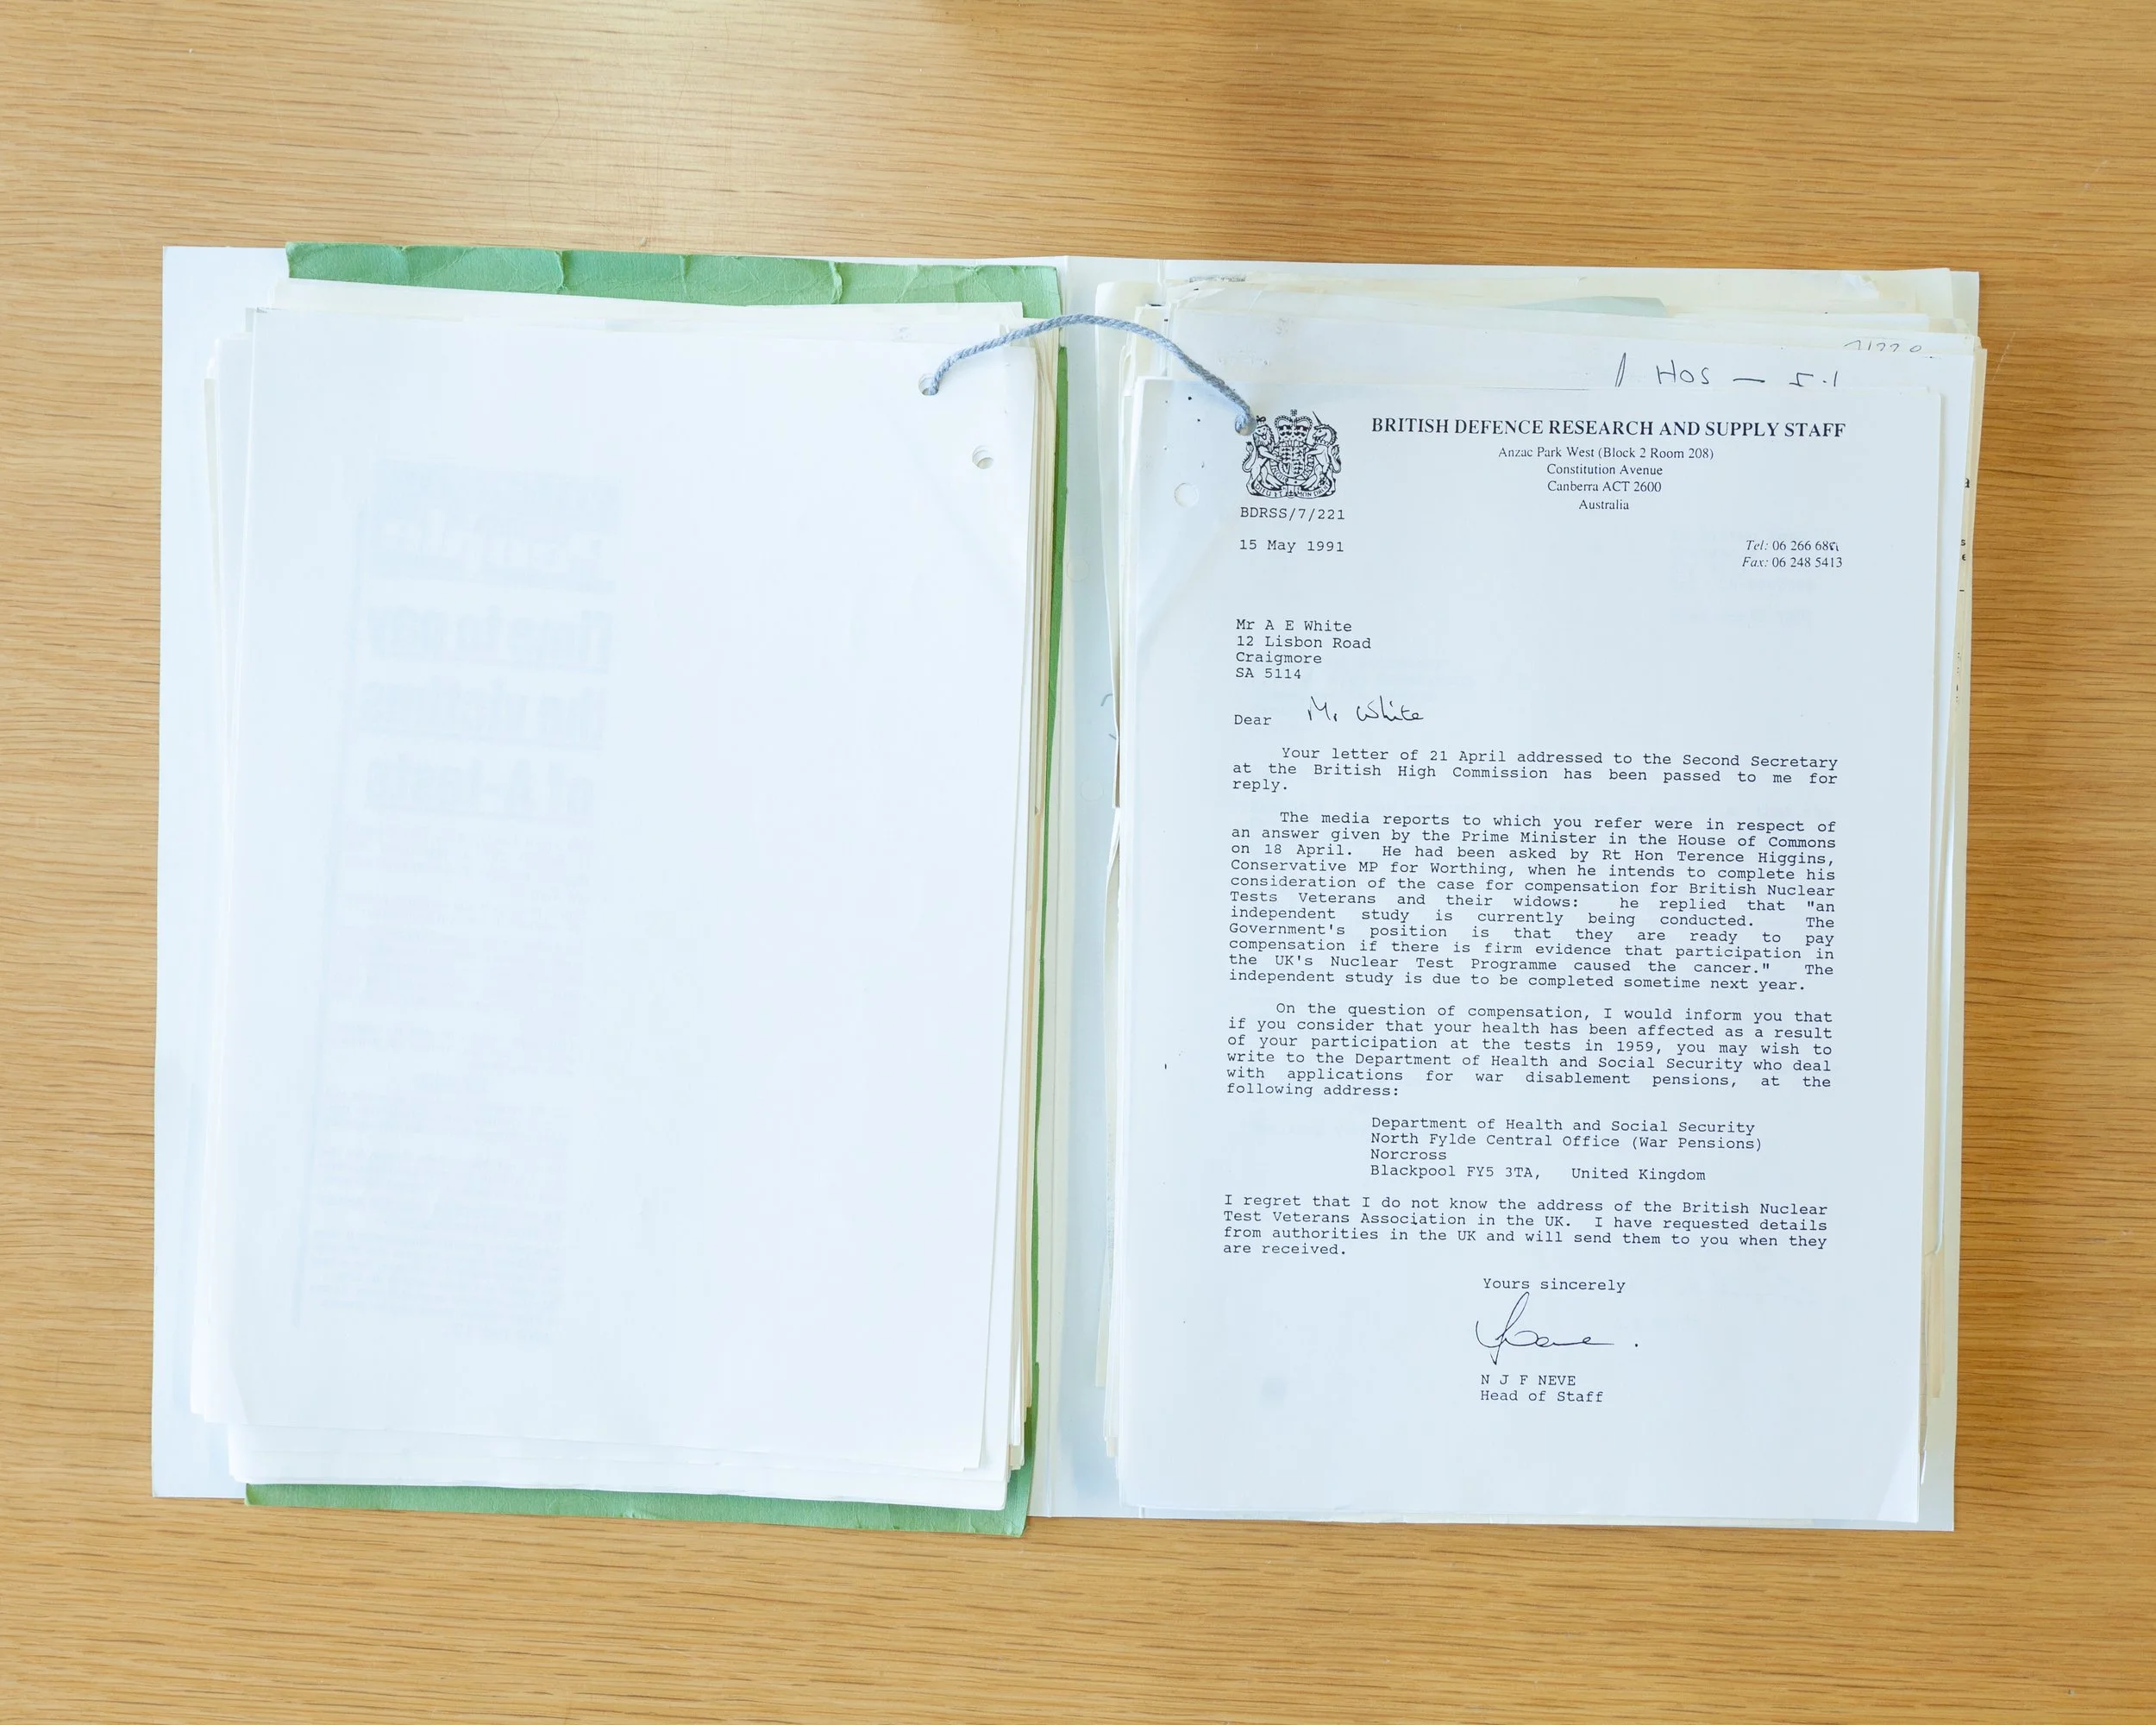 HOS — 5.1
BRITISH DEFENCE RESEARCH AND SUPPLY STAFF
Anzac Park West (Block 2 Room 208)
Constitution Avenue
Canberra ACT 2600
Australia
BDRSS/7/221
15 May 1991
Tel: 06 266
Fax: 06 248 5413
Mr A E White
12 Lisbon Road
Craigmore
SA 5114
Dear Mr White
Your letter of 21 April addressed to the Second Secretary
at the British High Commission has been passed to me for
reply.
The media reports to which you refer were in respect of
an answer given by the Prime Minister in the House of Commons
on 18 April. He had been asked by Rt Hon Terence Higgins,
Conservative MP for Worthing, when he intends to complete his
consideration of the case for compensation for British Nuclear
Tests Veterans and their widows: he replied that "an
independent study is currently being conducted. The
Government's position is that they are ready to pay
compensation if there is firm evidence that participation in
the UK's Nuclear Test Programme caused the cancer." The
independent study is due to be completed sometime next year.
On the question of compensation, I would inform you that
if you consider that your health has been affected as a result
of your participation at the tests in 1959, you may wish to
write to the Department of Health and Social Security who deal
with applications for war disablement pensions, at the
following address:
Department of Health and Social Security
North Fylde Central Office (War Pensions)
Norcross
Blackpool FY5 3TA, United Kingdom
I regret that I do not know the address of the British Nuclear
Test Veterans Association in the UK. I have requested details
from authorities in the UK and will send them to you when they
are received.
Yours sincerely
N J F NEVE
Head of Staff